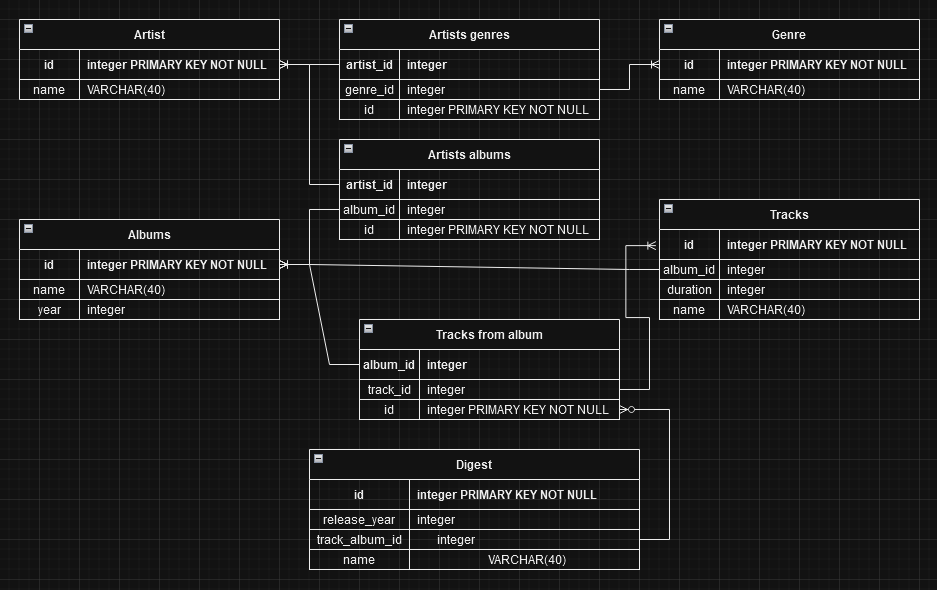 Artist
id integer PRIMARY KEY NOT NULL
name VARCHAR(40)
Artists genres
artist_id integer
genre_id integer
id integer PRIMARY KEY NOT NULL
Genre
id integer PRIMARY KEY NOT NULL
name VARCHAR(40)
Artists albums
artist_id integer
album_id integer
id integer PRIMARY KEY NOT NULL
Albums
id integer PRIMARY KEY NOT NULL
name VARCHAR(40)
year integer
Tracks
id integer PRIMARY KEY NOT NULL
album_id integer
duration integer
name VARCHAR(40)
Tracks from album
album_id integer
track_id integer
id integer PRIMARY KEY NOT NULL
Digest
id integer PRIMARY KEY NOT NULL
release_year integer
track_album_id integer
name VARCHAR(40)